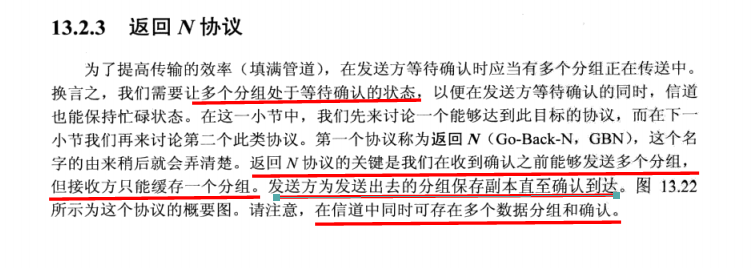 13.2.3 返回 N 协议
为了提高传输的效率（填满管道），在发送方等待确认时应当有多个分组正在传送中。
换言之，我们需要让多个分组处于等待确认的状态，以便在发送方等待确认的同时，信道
也能保持忙碌状态。在这一小节中，我们先来讨论一个能够达到此目标的协议，而在下一
小节我们再来讨论第二个此类协议。第一个协议称为返回 N（Go-Back-N，GBN），这个名
字的由来稍后就会弄清楚。返回 N 协议的关键是我们在收到确认之前能够发送多个分组，
但接收方只能缓存一个分组。发送方为发送出去的分组保存副本直至确认到达。图 13.22
所示为这个协议的概要图。请注意，在信道中同时可存在多个数据分组和确认。